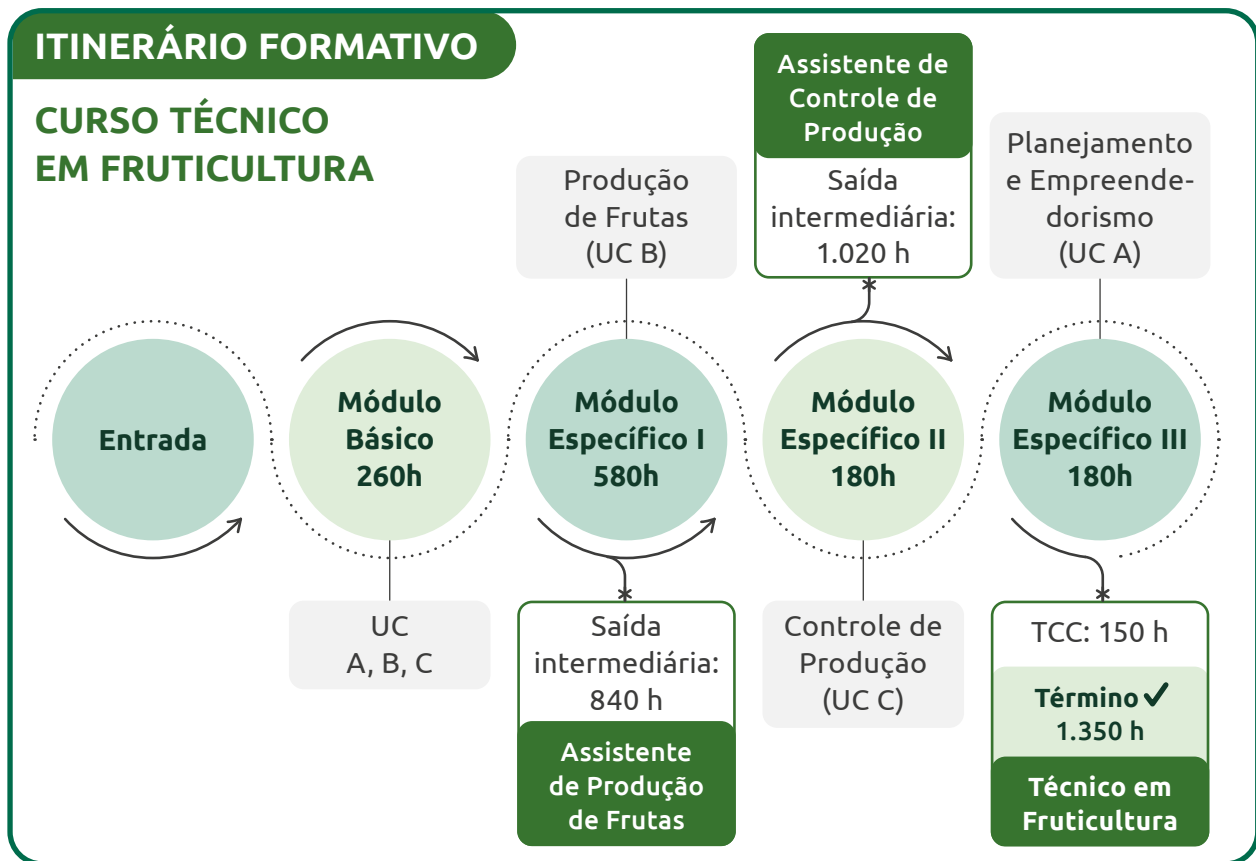 ITINERÁRIO FORMATIVO
CURSO TÉCNICO
EM FRUTICULTURA
Entrada
Módulo
Básico
260h
UC
A, B, C
Produção
de Frutas
(UC B)
Módulo
Específico I
580h
Saída
intermediária:
840 h
Assistente
de Produção
de Frutas
Assistente de
Controle de
Produção
Saída
intermediária:
1.020 h
Módulo
Específico II
180h
Controle de
Produção
(UC C)
Planejamento
e Empreende-
dorismo
(UC A)
Módulo
Específico III
180h
TCC: 150 h
Término ✓
1.350 h
Técnico em
Fruticultura